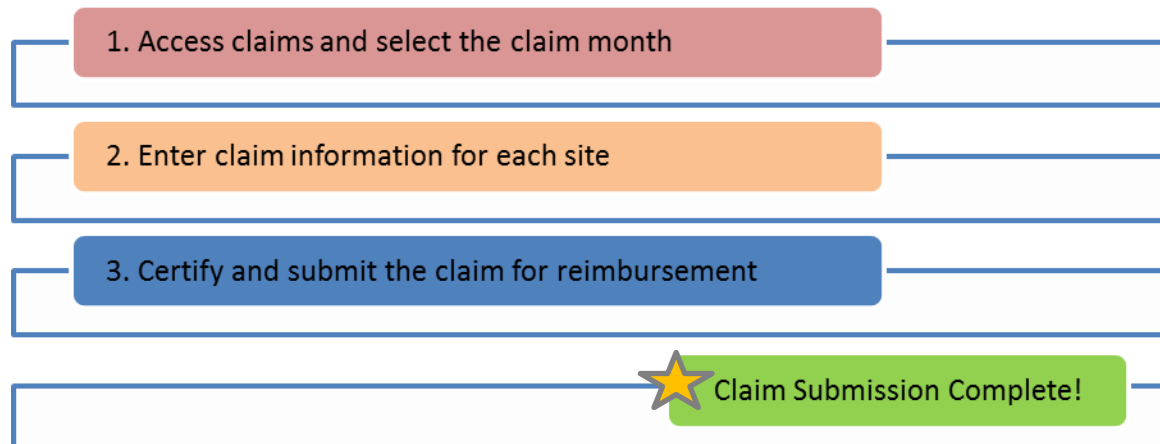 1. Access claims and select the claim month
2. Enter claim information for each site
3. Certify and submit the claim for reimbursement
Claim Submission Complete!